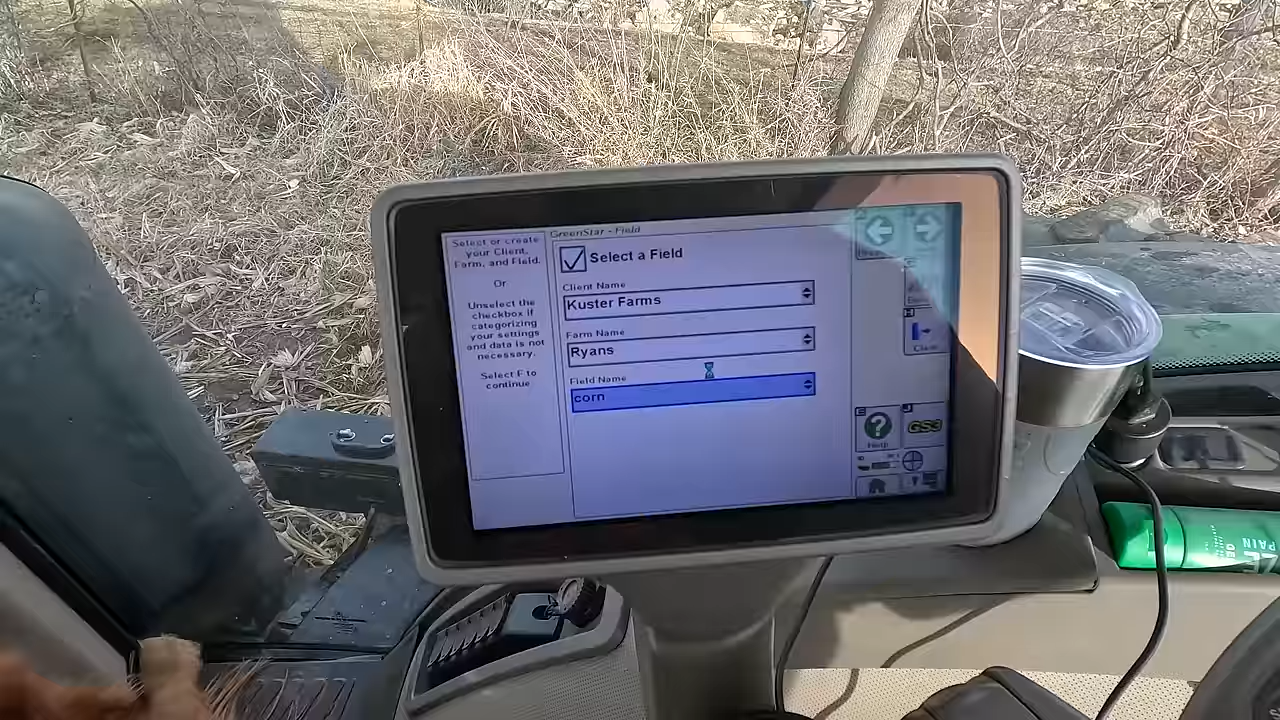 GreenStar - Field
Select or create
your Client,
Farm, and Field.
Or
Unselect the
checkbox if
categorizing
your settings
and data is not
necessary.
Select F to
continue.
Select a Field
Client Name
Kuster Farms
Farm Name
Ryans
Field Name
corn
H
E
Help
J
GS3
PAIN